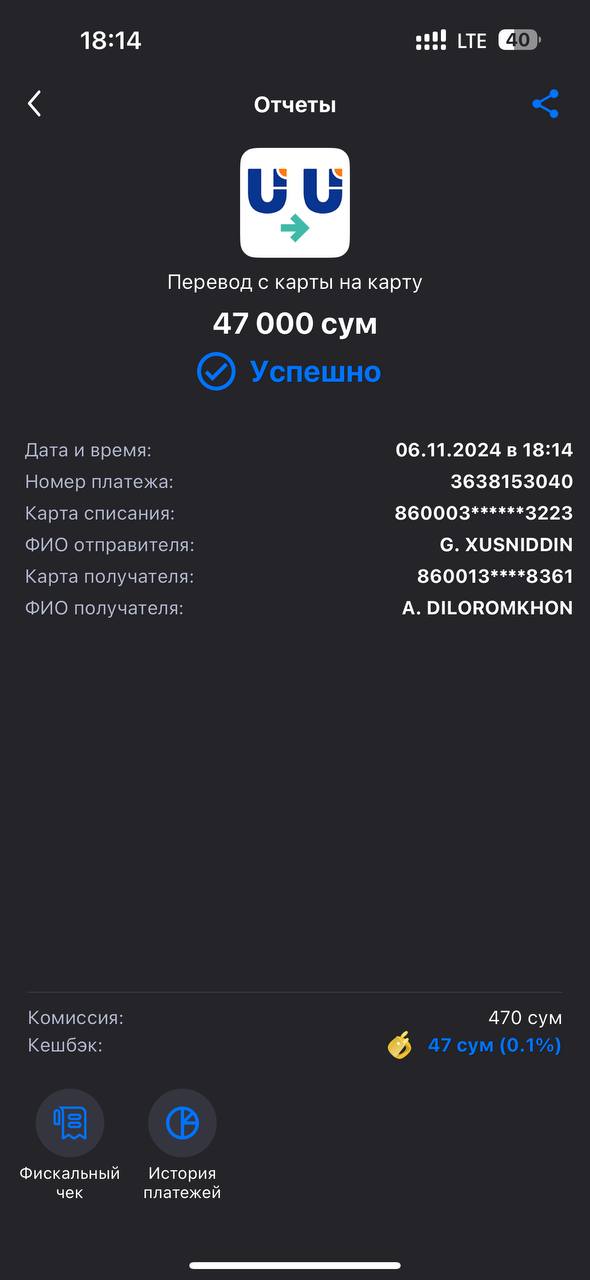 18:14 LTE 40
Отчеты
Перевод с карты на карту
47 000 сум
Успешно
Дата и время: 06.11.2024 в 18:14
Номер платежа: 3638153040
Карта списания: 860003******3223
ФИО отправителя: G. XUSNIDDIN
Карта получателя: 860013****8361
ФИО получателя: A. DILOROMKHON
Комиссия: 470 сум
Кешбэк: 47 сум (0.1%)
Фискальный чек
История платежей